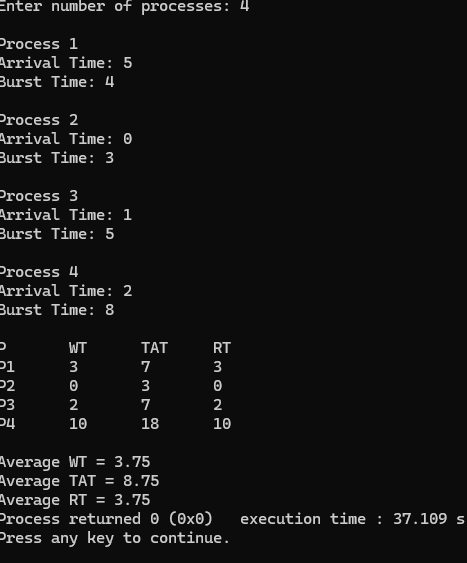 Enter number of processes: 4
Process 1
Arrival Time: 5
Burst Time: 4
Process 2
Arrival Time: 0
Burst Time: 3
Process 3
Arrival Time: 1
Burst Time: 5
Process 4
Arrival Time: 2
Burst Time: 8
P WT TAT RT
P1 3 7 3
P2 0 3 0
P3 2 7 2
P4 10 18 10
Average WT = 3.75
Average TAT = 8.75
Average RT = 3.75
Process returned 0 (0x0) execution time : 37.109 s
Press any key to continue.